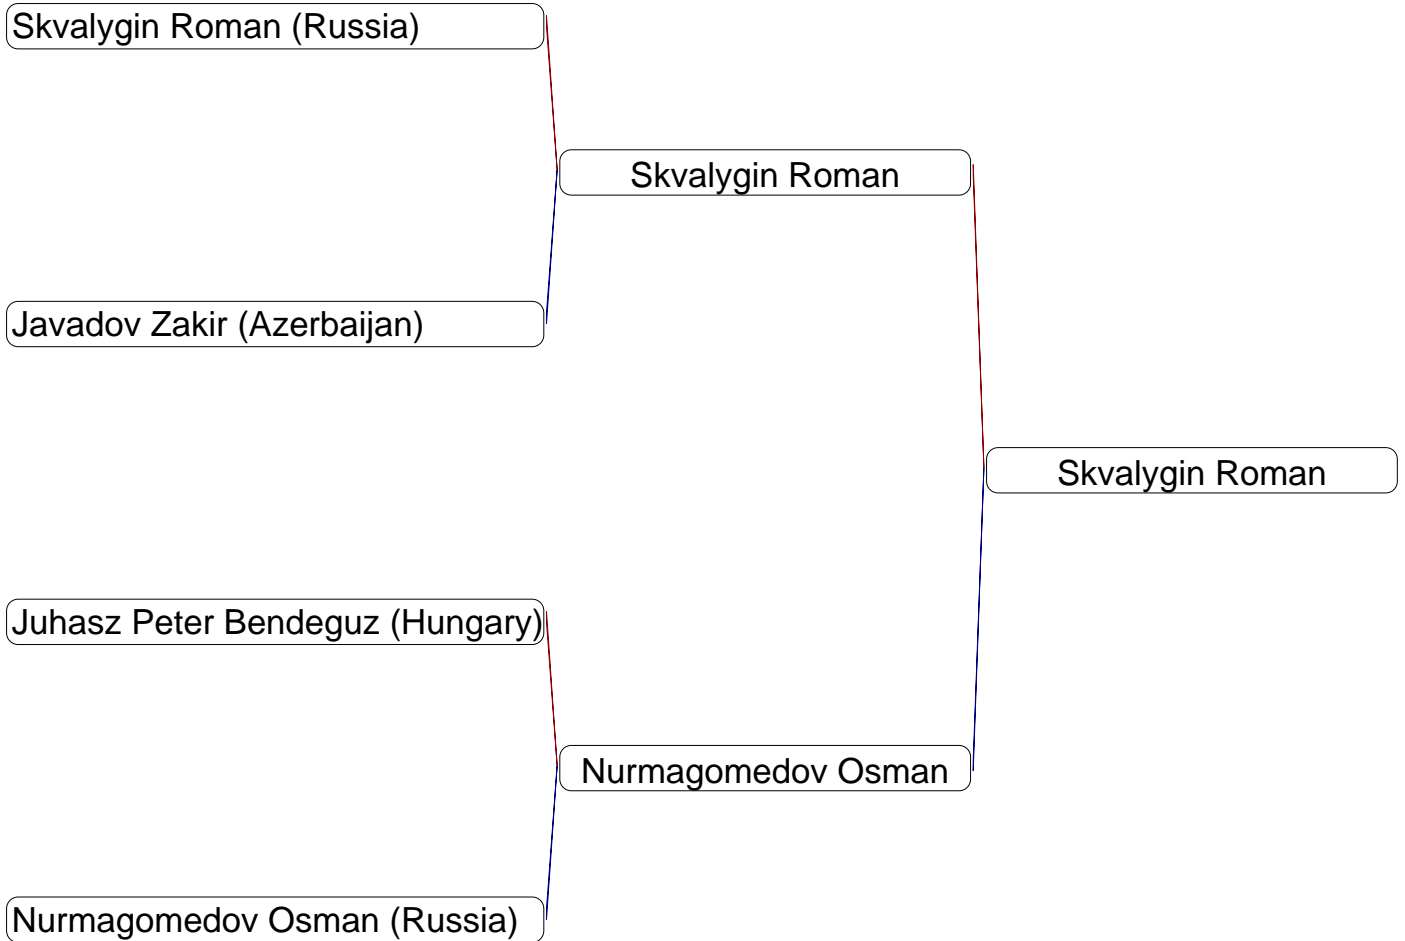 Skvalygin Roman (Russia)
Skvalygin Roman
Javadov Zakir (Azerbaijan)
Skvalygin Roman
Juhasz Peter Bendeguz (Hungary)
Nurmagomedov Osman
Nurmagomedov Osman (Russia)